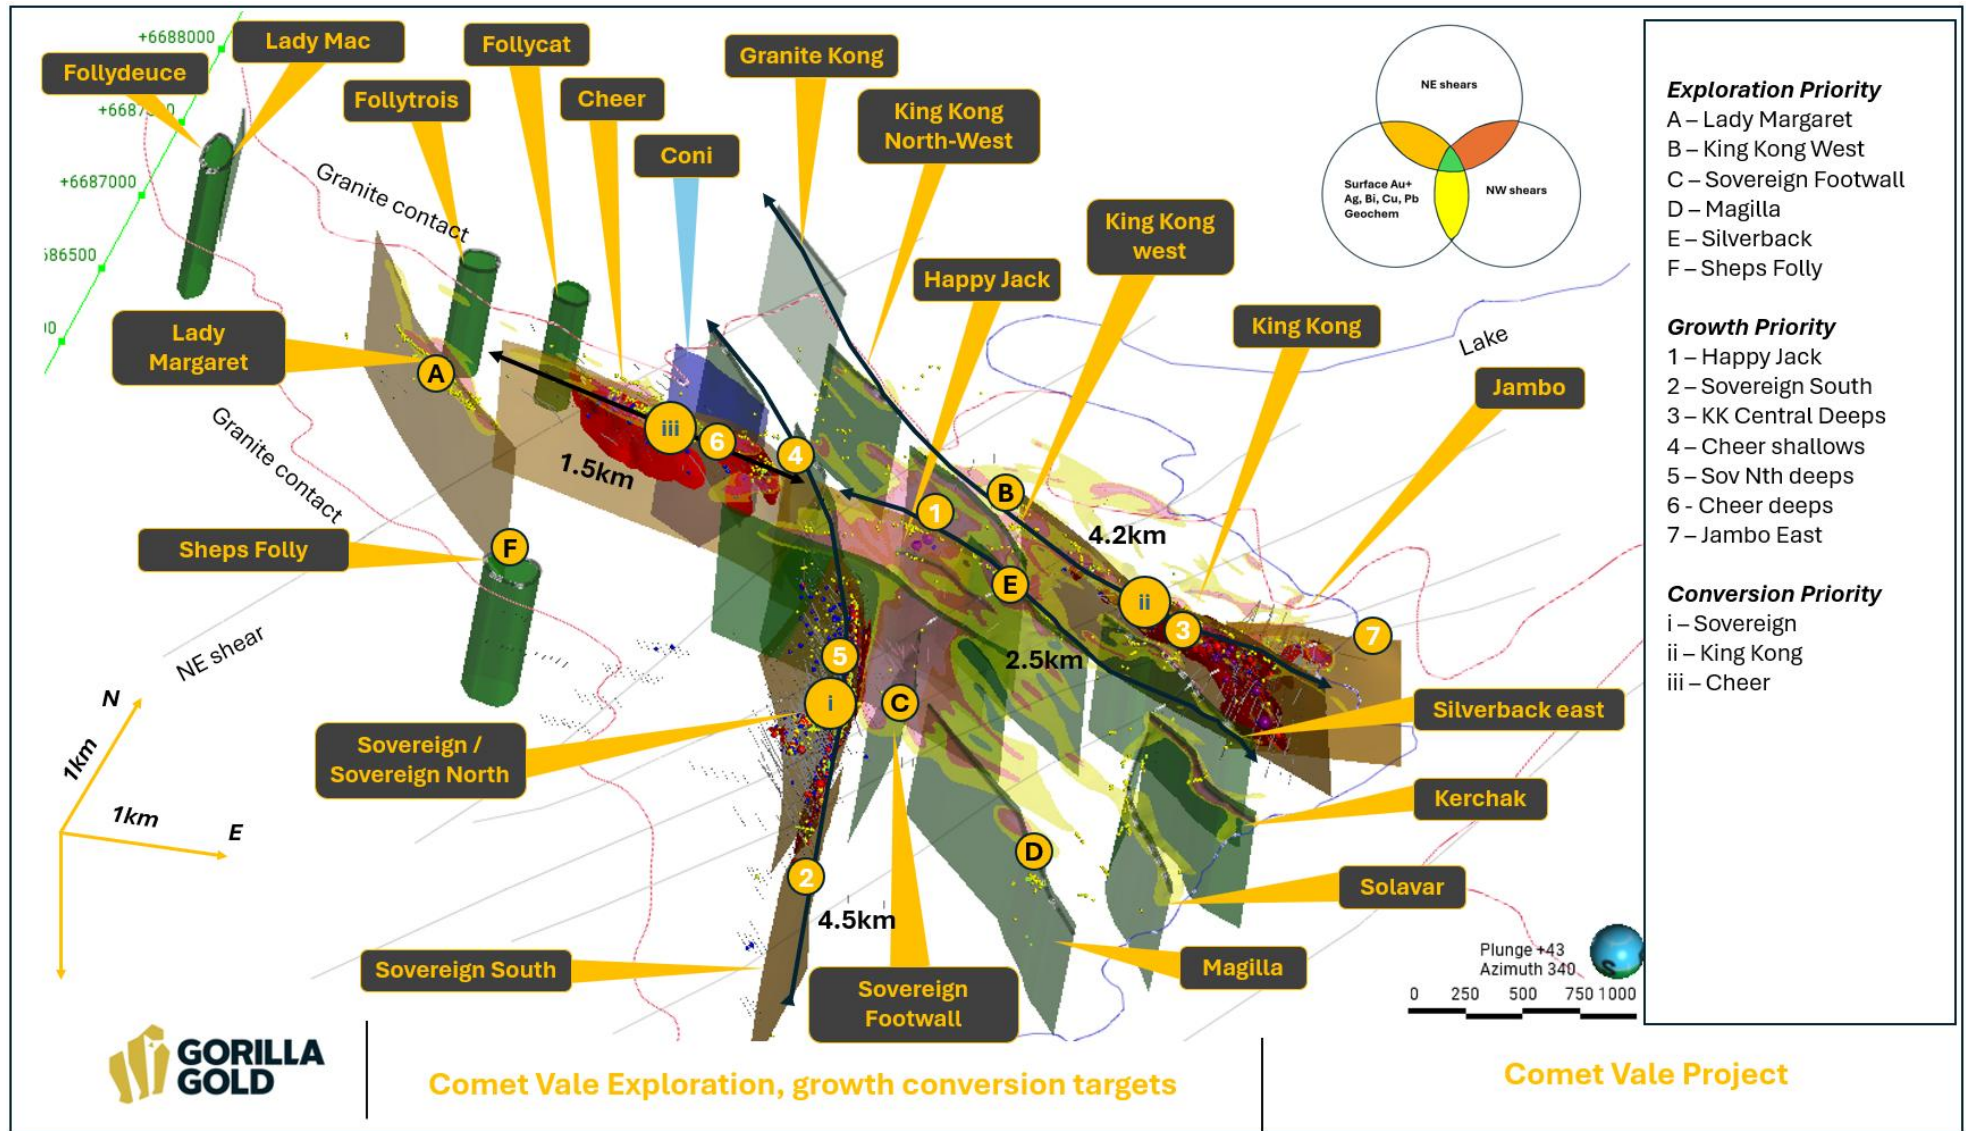 +6688000
Lady Mac
Follydeuce
Follycat
Granite Kong
Follytrois
Cheer
King Kong
North-West
Coni
NE shears
Surface Au+
Ag, Bi, Cu, Pb
Geochem
NW shears
+6687000
Granite contact
King Kong
west
Happy Jack
King Kong
Lake
Jambo
Lady
Margaret
A
iii
6
4
1.5km
Granite contact
B
1
4.2km
Sheps Folly
F
E
ii
3
7
2.5km
NE shear
5
i
C
N
1km
1km
E
Sovereign /
Sovereign North
Silverback east
Kerchak
D
2
Solavar
4.5km
Sovereign South
Sovereign
Footwall
Magilla
Plunge +43
Azimuth 340
0 250 500 750 1000
S
Exploration Priority
A – Lady Margaret
B – King Kong West
C – Sovereign Footwall
D – Magilla
E – Silverback
F – Sheps Folly
Growth Priority
1 – Happy Jack
2 – Sovereign South
3 – KK Central Deeps
4 – Cheer shallows
5 – Sov Nth deeps
6 - Cheer deeps
7 – Jambo East
Conversion Priority
i – Sovereign
ii – King Kong
iii – Cheer
GORILLA
GOLD
Comet Vale Exploration, growth conversion targets
Comet Vale Project